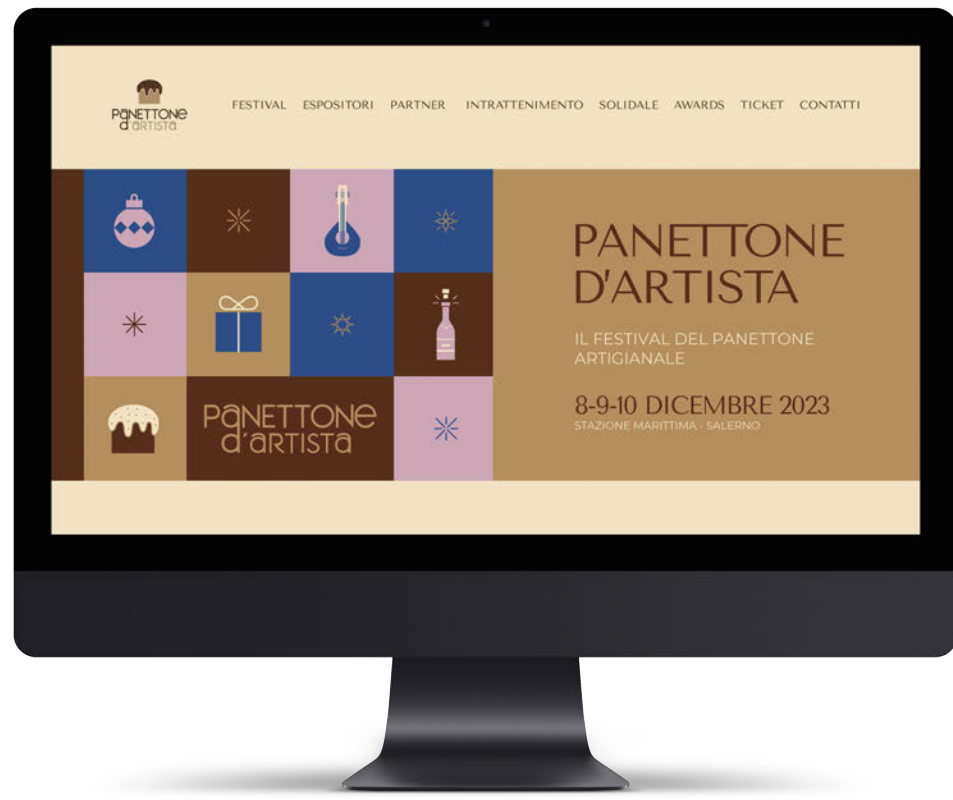 PANETTONE
d'ARTISTA
FESTIVAL ESPOSITORI PARTNER INTRATTENIMENTO SOLIDALE AWARDS TICKET CONTATTI
PANETTONE
d'ARTISTA
PANETTONE
D'ARTISTA
IL FESTIVAL DEL PANETTONE
ARTIGIANALE
8-9-10 DICEMBRE 2023
STAZIONE MARITTIMA - SALERNO